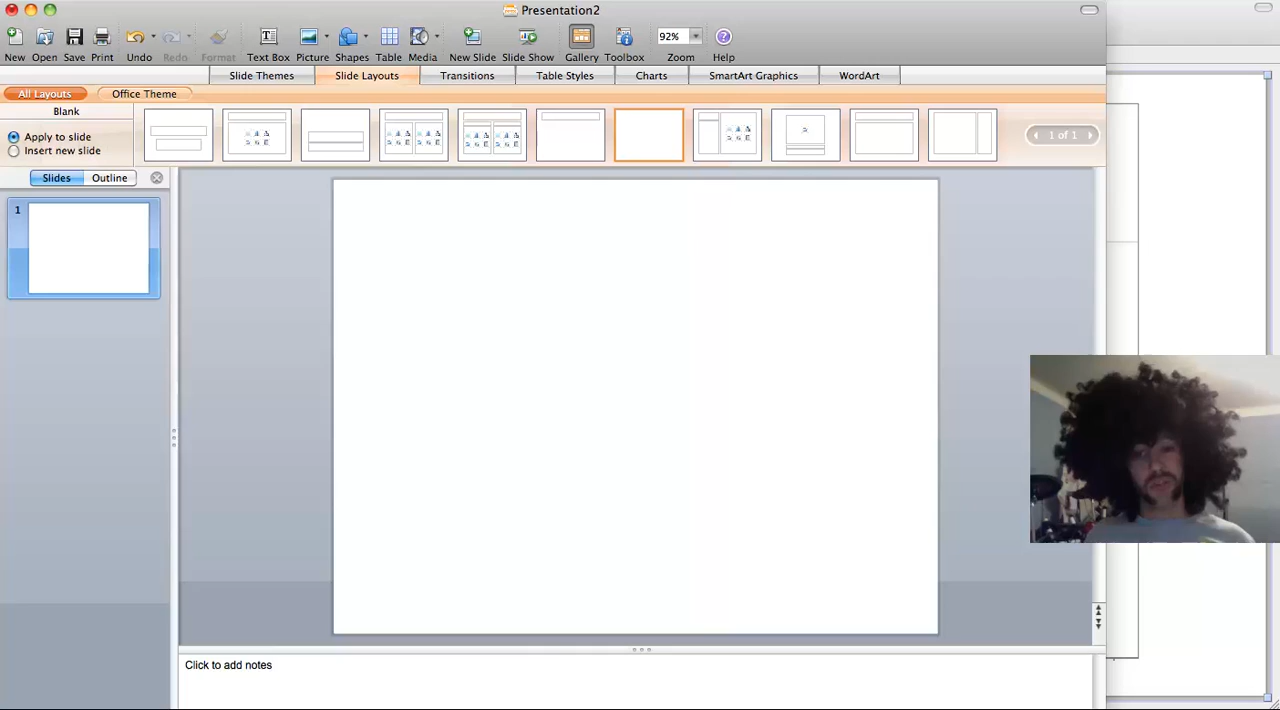 Presentation2
New Open Save Print Undo Redo Format Text Box Picture Shapes Table Media New Slide Slide Show Gallery Toolbox 92% Zoom Help
Slide Themes Slide Layouts Transitions Table Styles Charts SmartArt Graphics WordArt
All Layouts Office Theme
Blank
Apply to slide
Insert new slide
1 of 1
Slides Outline
1
Click to add notes